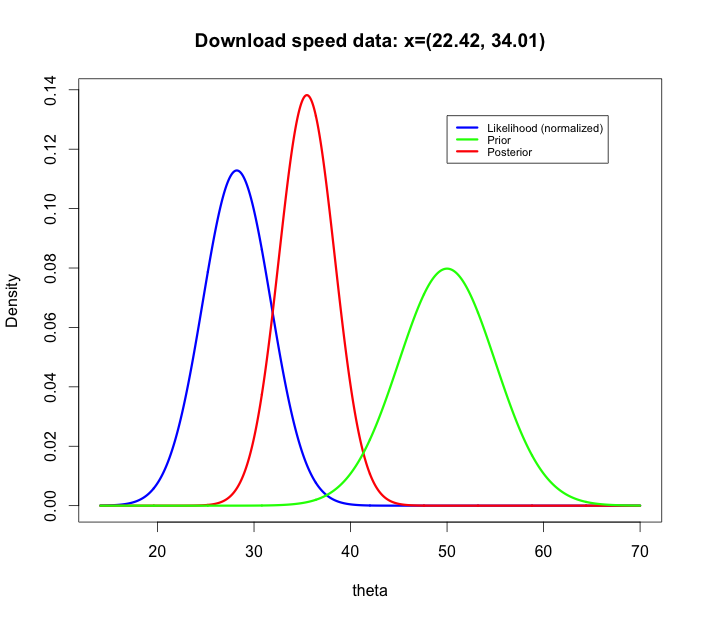 Download speed data: x=(22.42, 34.01)
Likelihood (normalized)
Prior
Posterior
Density
0.14
0.12
0.10
0.08
0.06
0.04
0.02
0.00
20 30 40 50 60 70
theta